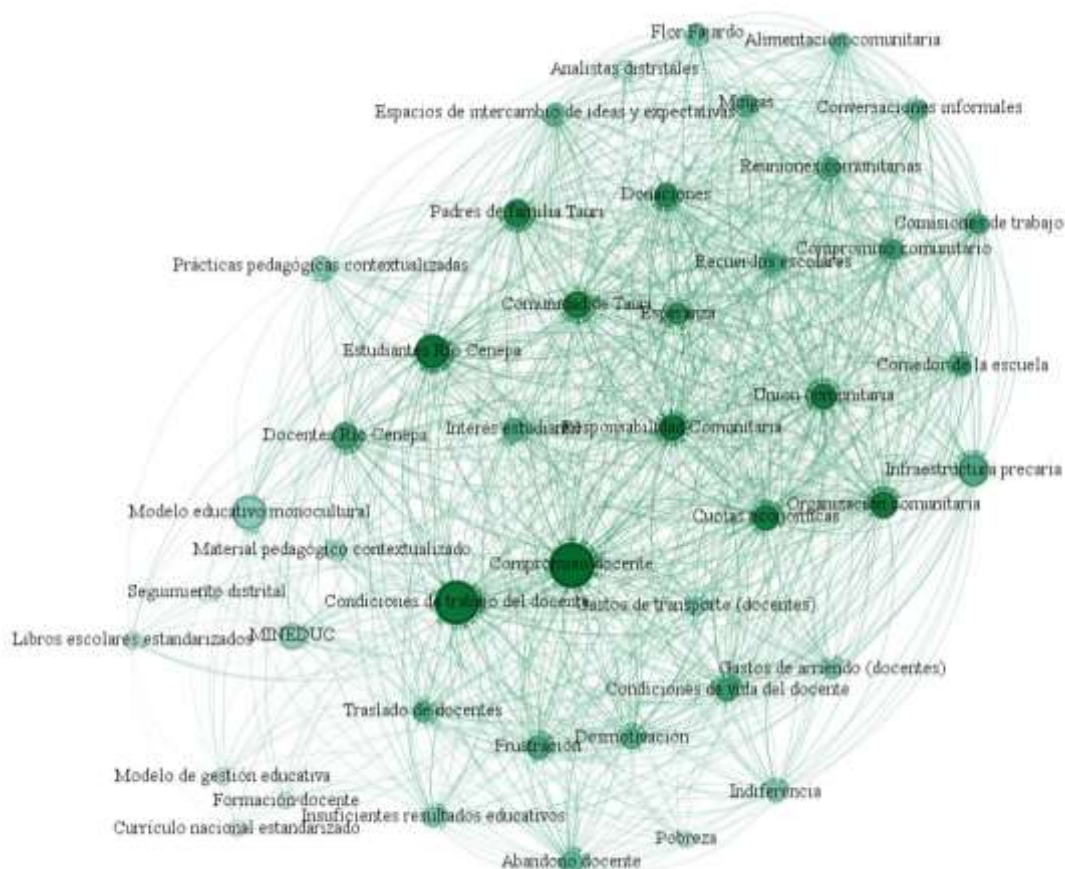 Flor Fajardo
Alimentación comunitaria
Analistas distritales
Mingas
Conversaciones informales
Espacios de intercambio de ideas y expectativas
Reuniones comunitarias
Donaciones
Padres de familia Tauri
Comisiones de trabajo
Compromiso comunitario
Prácticas pedagógicas contextualizadas
Recuerdos escolares
Comunidad de Tauri
Esperanza
Estudiantes Río Cenepa
Comedor de la escuela
Unión comunitaria
Docentes Río Cenepa
Interés estudiantil
Responsabilidad Comunitaria
Infraestructura precaria
Modelo educativo monocultural
Organización comunitaria
Cuotas económicas
Material pedagógico contextualizado
Compromiso docente
Seguimiento distrital
Condiciones de trabajo del docente
Gastos de transporte (docentes)
Libros escolares estandarizados
MINEDUC
Gastos de arriendo (docentes)
Condiciones de vida del docente
Traslado de docentes
Frustración
Desmotivación
Modelo de gestión educativa
Indiferencia
Formación docente
Insuficientes resultados educativos
Currículo nacional estandarizado
Pobreza
Abandono docente